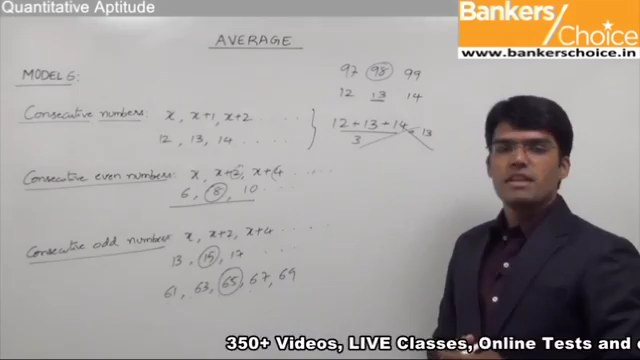 Quantitative Aptitude
Bankers/
Choice
www.bankerschoice.in
AVERAGE
97 98 99
12 13 14
MODEL 6:
Consecutive numbers: x, x+1, x+2 .....
12, 13, 14 .....
12+13+14 = 13
3
Consecutive even numbers: x, x+2, x+4 .....
6, 8, 10 .....
Consecutive odd number: x, x+2, x+4 .....
13, 15, 17 ....
61, 63, 65, 67, 69
350+ Videos, LIVE Classes, Online Tests and